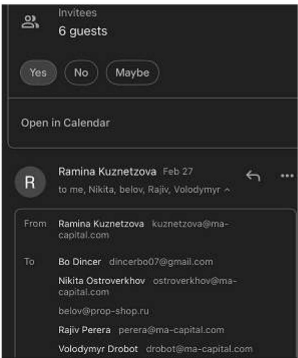 Invitees
6 guests
Yes
No
Maybe
Open in Calendar
R
Ramina Kuznetzova Feb 27
to me, Nikita, belov, Rajiv, Volodymyr
From Ramina Kuznetzova kuznetzova@ma-
capital.com
To Bo Dincer dincerbo07@gmail.com
Nikita Ostroverkhov ostroverkhov@ma-
capital.com
belov@prop-shop.ru
Rajiv Perera perera@ma-capital.com
Volodymyr Drobot drobot@ma-capital.com